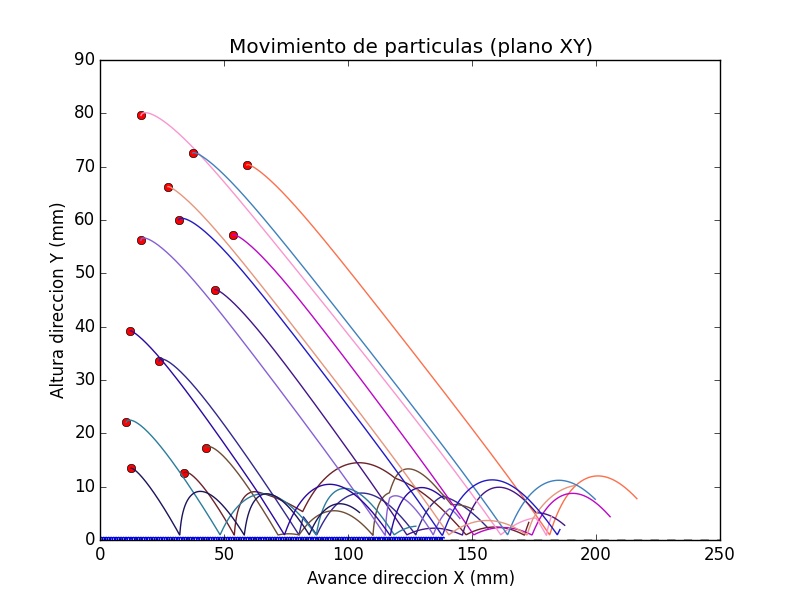 Movimiento de particulas (plano XY)
90
80
70
60
50
40
30
20
10
0
Altura direccion Y (mm)
0 50 100 150 200 250
Avance direccion X (mm)